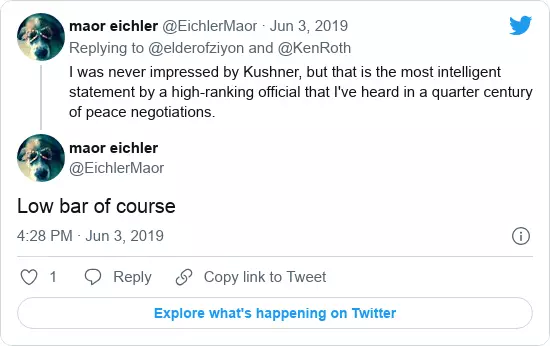 maor eichler @EichlerMaor · Jun 3, 2019
Replying to @elderofziyon and @KenRoth
I was never impressed by Kushner, but that is the most intelligent
statement by a high-ranking official that I've heard in a quarter century
of peace negotiations.
maor eichler
@EichlerMaor
Low bar of course
4:28 PM · Jun 3, 2019
1 Reply Copy link to Tweet
Explore what's happening on Twitter